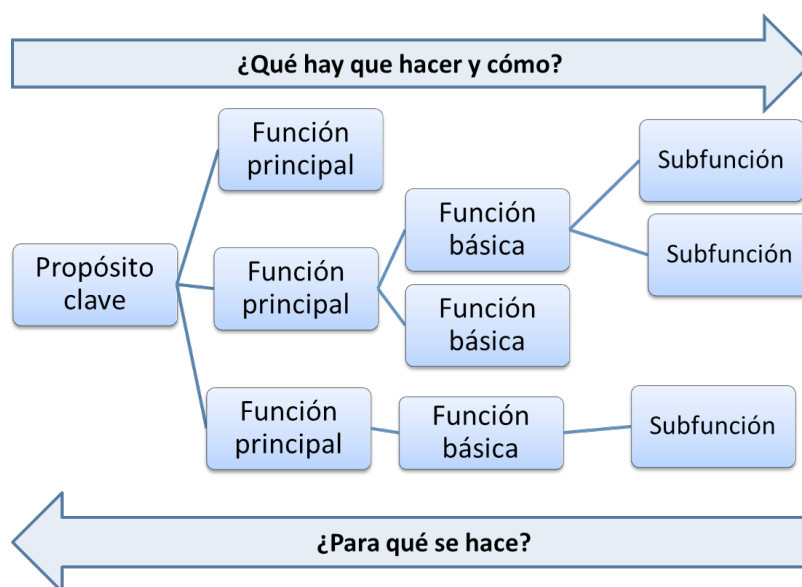 ¿Qué hay que hacer y cómo?
Función
principal
Subfunción
Función
básica
Subfunción
Propósito
clave
Función
principal
Función
básica
Función
principal
Función
básica
Subfunción
¿Para qué se hace?